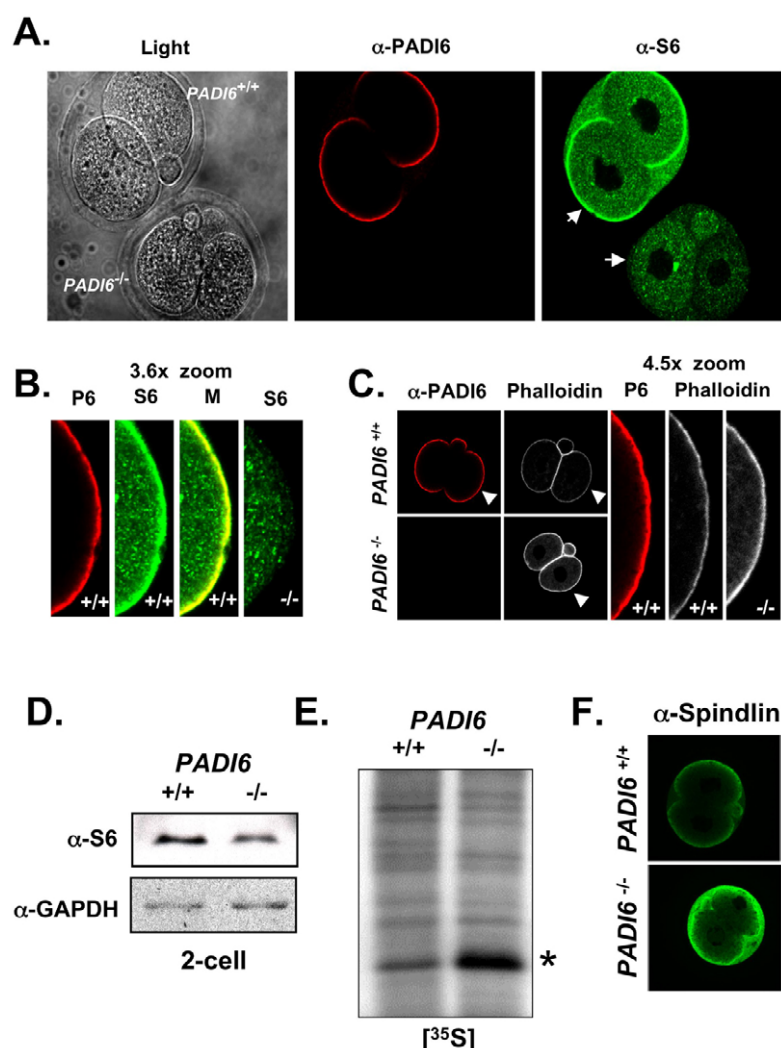 A.
Light
α-PADI6
α-S6
PADI6+/+
PADI6-/-
B.
3.6x zoom
P6 S6 M S6
+/+ +/+ +/+ -/-
C.
4.5x zoom
α-PADI6 Phalloidin P6 Phalloidin
PADI6 +/+
PADI6 -/-
+/+ +/+ -/-
D.
PADI6
+/+ -/-
α-S6
α-GAPDH
2-cell
E.
PADI6
+/+ -/-
*
[35S]
F.
α-Spindlin
PADI6 +/+
PADI6 -/-